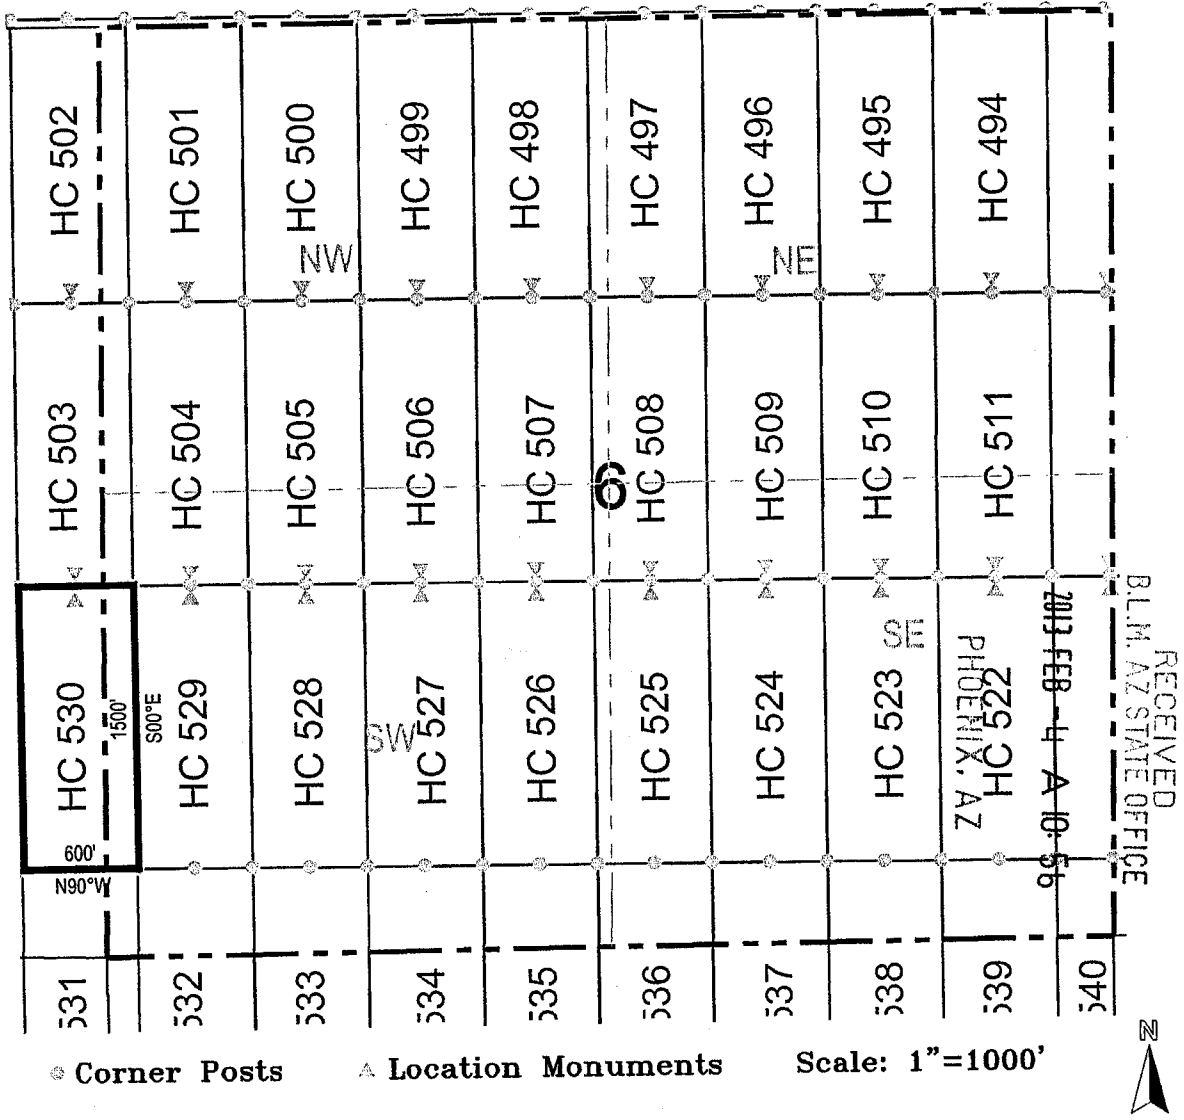 HC 502
HC 501
HC 500
HC 499
HC 498
HC 497
HC 496
HC 495
HC 494
NW
NE
HC 503
HC 504
HC 505
HC 506
HC 507
HC 508
HC 509
HC 510
HC 511
6
HC 530
HC 529
HC 528
HC 527
HC 526
HC 525
HC 524
HC 523
HC 522
SW
SE
1500'
S00°E
600'
N90°W
RECEIVED
B.L.M. AZ STATE OFFICE
2013 FEB -4 A 10:56
PHOENIX, AZ
531
532
533
534
535
536
537
538
539
540
Corner Posts
Location Monuments
Scale: 1"=1000'
N